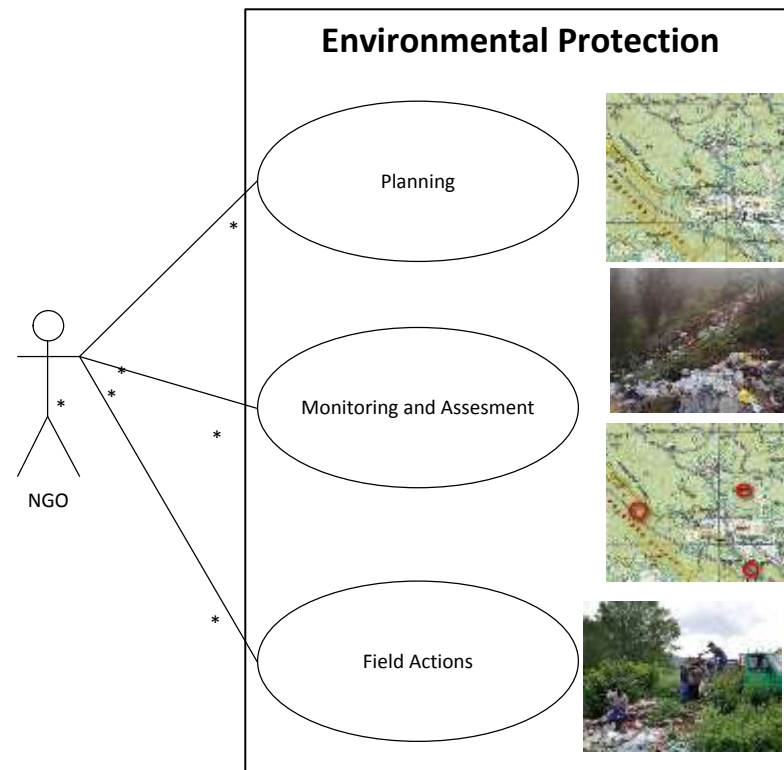 Environmental Protection
Planning
*
*
*
*
Monitoring and Assesment
*
NGO
*
Field Actions